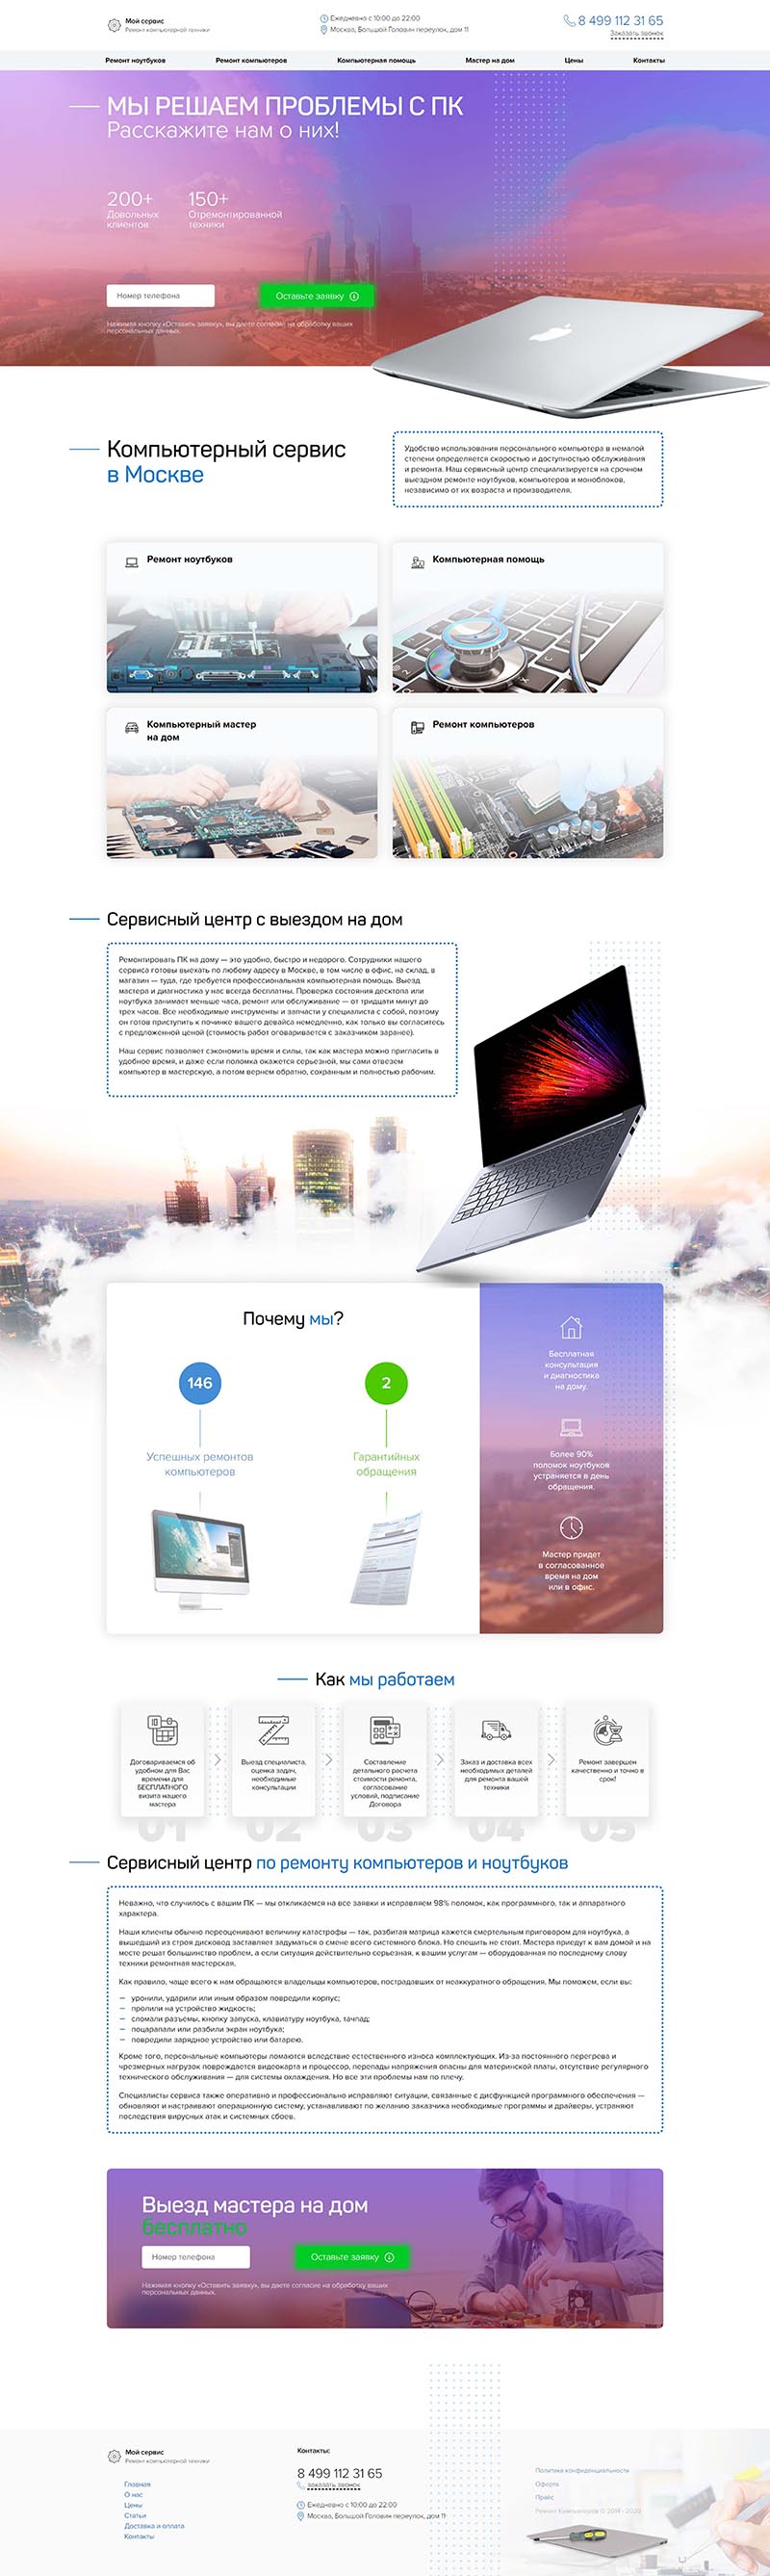 Мой сервис
Ремонт компьютерной техники
Ежедневно с 10:00 до 22:00
Москва, Большой Головин переулок, дом 11
8 499 112 31 65
Заказать звонок
Ремонт ноутбуков
Ремонт компьютеров
Компьютерная помощь
Мастер на дом
Цены
Контакты
МЫ РЕШАЕМ ПРОБЛЕМЫ С ПК
Расскажите нам о них!
200+
Довольных
клиентов
150+
Отремонтированной
техники
Номер телефона
Оставьте заявку
Нажимая кнопку «Оставить заявку», вы даете согласие на обработку ваших
персональных данных.
Компьютерный сервис
в Москве
Удобство использования персонального компьютера в немалой
степени определяется скоростью и доступностью обслуживания
и ремонта. Наш сервисный центр специализируется на срочном
выездном ремонте ноутбуков, компьютеров и моноблоков,
независимо от их возраста и производителя.
Ремонт ноутбуков
Компьютерная помощь
Компьютерный мастер
на дом
Ремонт компьютеров
Сервисный центр с выездом на дом
Ремонтировать ПК на дому — это удобно, быстро и недорого. Сотрудники нашего
сервиса готовы выехать по любому адресу в Москве, в том числе в офис, на склад, в
магазин — туда, где требуется профессиональная компьютерная помощь. Выезд
мастера и диагностика у нас всегда бесплатны. Проверка состояния десктопа или
ноутбука занимает меньше часа, ремонт или обслуживание — от тридцати минут до
трех часов. Все необходимые инструменты и запчасти у специалиста с собой, поэтому
он готов приступить к починке вашего девайса немедленно, как только вы согласитесь
с предложенной ценой (стоимость работ оговаривается с заказчиком заранее).
Наш сервис позволяет сэкономить время и силы, так как мастера можно пригласить в
удобное время, и даже если поломка окажется серьезной, мы сами отвезем
компьютер в мастерскую, а потом вернем обратно, сохранным и полностью рабочим.
Почему мы?
146
Успешных ремонтов
компьютеров
2
Гарантийных
обращения
Бесплатная
консультация
и диагностика
на дому.
Более 90%
поломок ноутбуков
устраняется в день
обращения.
Мастер придет
в согласованное
время на дом
или в офис.
Как мы работаем
Договариваемся об
удобном для Вас
времени для
БЕСПЛАТНОГО
визита нашего
мастера
01
Выезд специалиста,
оценка задач,
необходимые
консультации
02
Составление
детального расчета
стоимости ремонта,
согласование
условий, подписание
Договора
03
Заказ и доставка всех
необходимых деталей
для ремонта вашей
техники
04
Ремонт завершен
качественно и точно в
срок!
05
Сервисный центр по ремонту компьютеров и ноутбуков
Неважно, что случилось с вашим ПК — мы откликаемся на все заявки и исправляем 98% поломок, как программного, так и аппаратного
характера.
Наши клиенты обычно переоценивают величину катастрофы — так, разбитая матрица кажется смертельным приговором для ноутбука, а
вышедший из строя дисковод заставляет задуматься о смене всего системного блока. Но спешить не стоит. Мастера приедут к вам домой и на
месте решат большинство проблем, а если ситуация действительно серьезная, к вашим услугам — оборудованная по последнему слову
техники ремонтная мастерская.
Как правило, чаще всего к нам обращаются владельцы компьютеров, пострадавших от неаккуратного обращения. Мы поможем, если вы:
— уронили, ударили или иным образом повредили корпус;
— пролили на устройство жидкость;
— сломали разъемы, кнопку запуска, клавиатуру ноутбука, тачпад;
— поцарапали или разбили экран ноутбука;
— повредили зарядное устройство или батарею.
Кроме того, персональные компьютеры ломаются вследствие естественного износа комплектующих. Из-за постоянного перегрева и
чрезмерных нагрузок повреждается видеокарта и процессор, перепады напряжения опасны для материнской платы, отсутствие регулярного
технического обслуживания — для системы охлаждения. Но все эти проблемы нам по плечу.
Специалисты сервиса также оперативно и профессионально исправляют ситуации, связанные с дисфункцией программного обеспечения —
обновляют и настраивают операционную систему, устанавливают по желанию заказчика необходимые программы и драйверы, устраняют
последствия вирусных атак и системных сбоев.
Выезд мастера на дом
бесплатно
Номер телефона
Оставьте заявку
Нажимая кнопку «Оставить заявку», вы даете согласие на обработку ваших
персональных данных.
Мой сервис
Ремонт компьютерной техники
Главная
О нас
Цены
Статьи
Доставка и оплата
Контакты
Контакты:
8 499 112 31 65
заказать звонок
Ежедневно с 10:00 до 22:00
Москва, Большой Головин переулок, дом 11
Политика конфиденциальности
Оферта
Прайс
Ремонт Компьютеров © 2014 - 2020